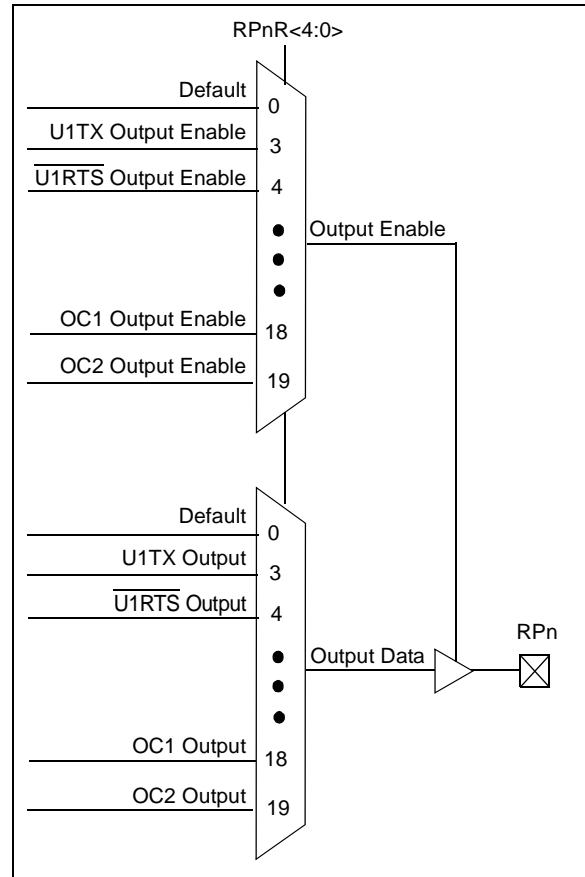 RPnR<4:0>
Default
0
U1TX Output Enable
3
U1RTS Output Enable
4
Output Enable
OC1 Output Enable
18
OC2 Output Enable
19
Default
0
U1TX Output
3
U1RTS Output
4
RPn
Output Data
OC1 Output
18
OC2 Output
19